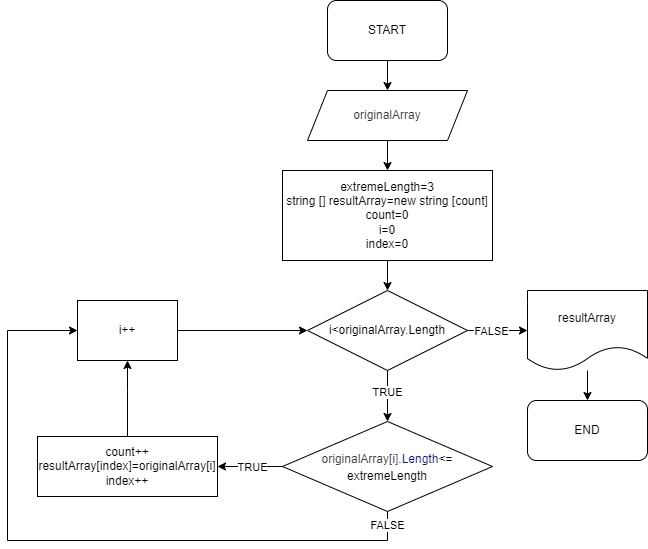 START
originalArray
extremeLength=3
string [] resultArray=new string [count]
count=0
i=0
index=0
i++
i<originalArray.Length
FALSE
resultArray
TRUE
END
count++
resultArray[index]=originalArray[i]
index++
TRUE
originalArray[i].Length<=
extremeLength
FALSE